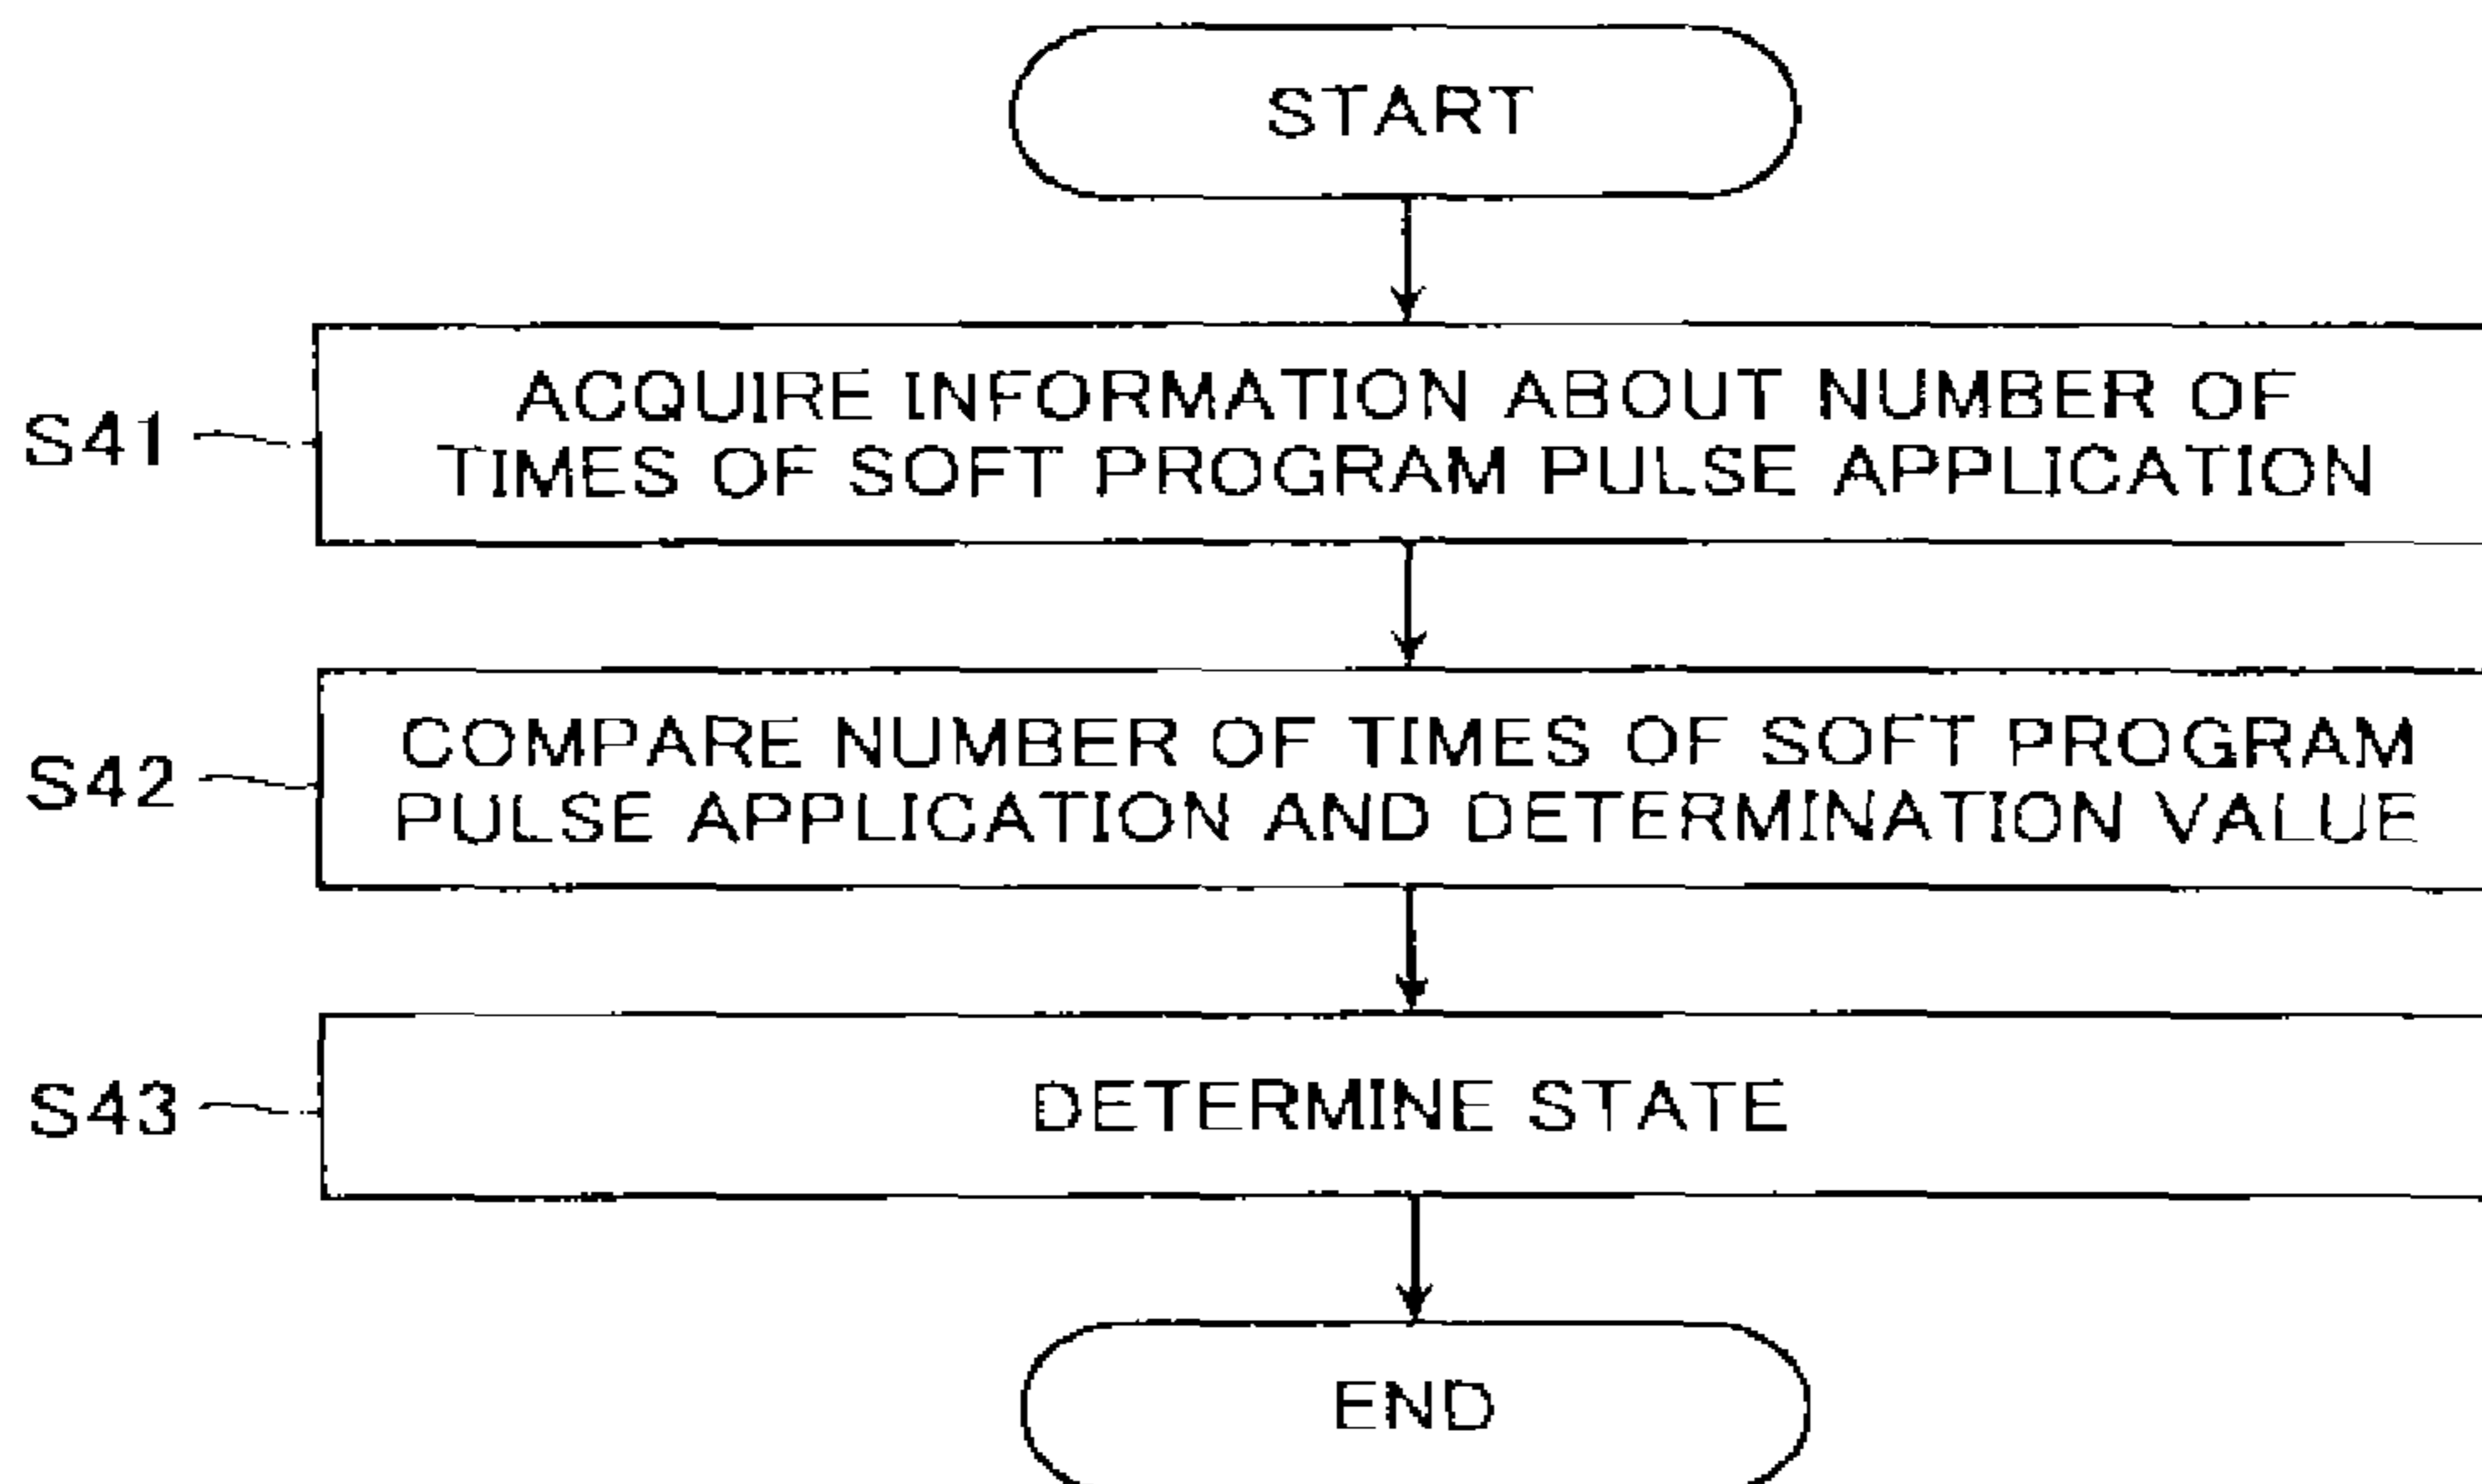 START
S41
ACQUIRE INFORMATION ABOUT NUMBER OF
TIMES OF SOFT PROGRAM PULSE APPLICATION
S42
COMPARE NUMBER OF TIMES OF SOFT PROGRAM
PULSE APPLICATION AND DETERMINATION VALUE
S43
DETERMINE STATE
END